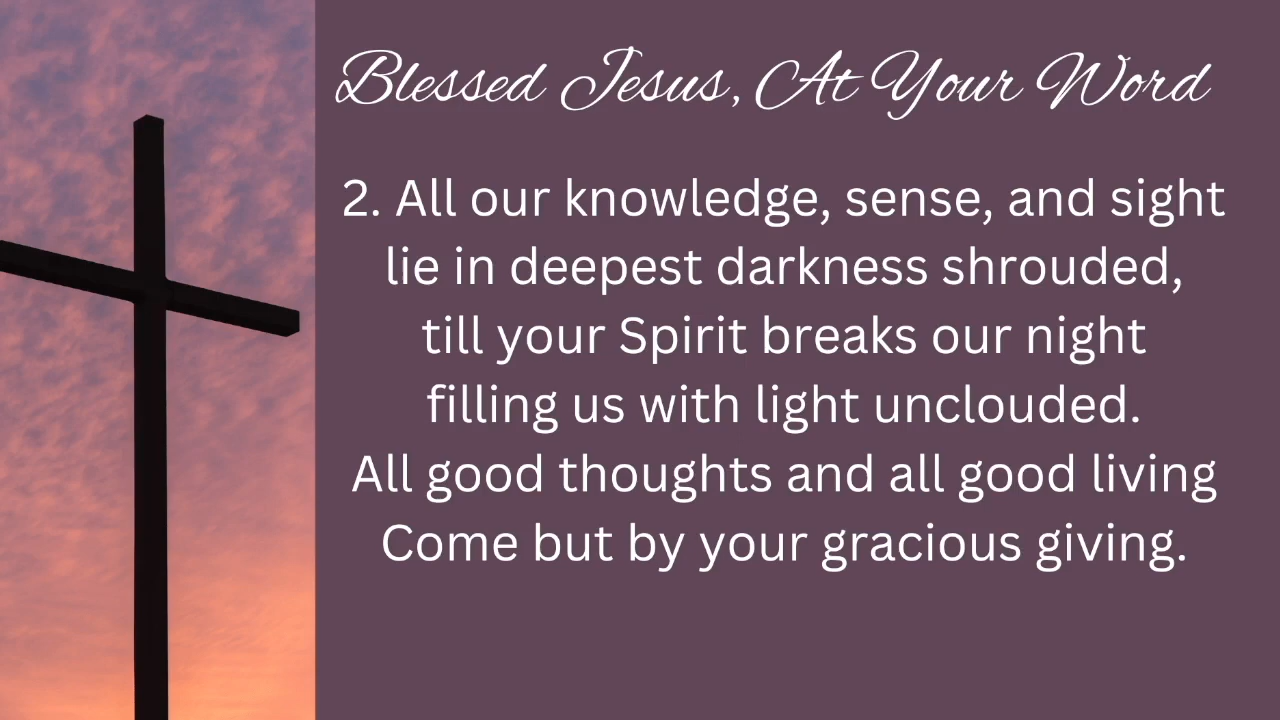 Blessed Jesus, At Your Word
2. All our knowledge, sense, and sight
lie in deepest darkness shrouded,
till your Spirit breaks our night
filling us with light unclouded.
All good thoughts and all good living
Come but by your gracious giving.